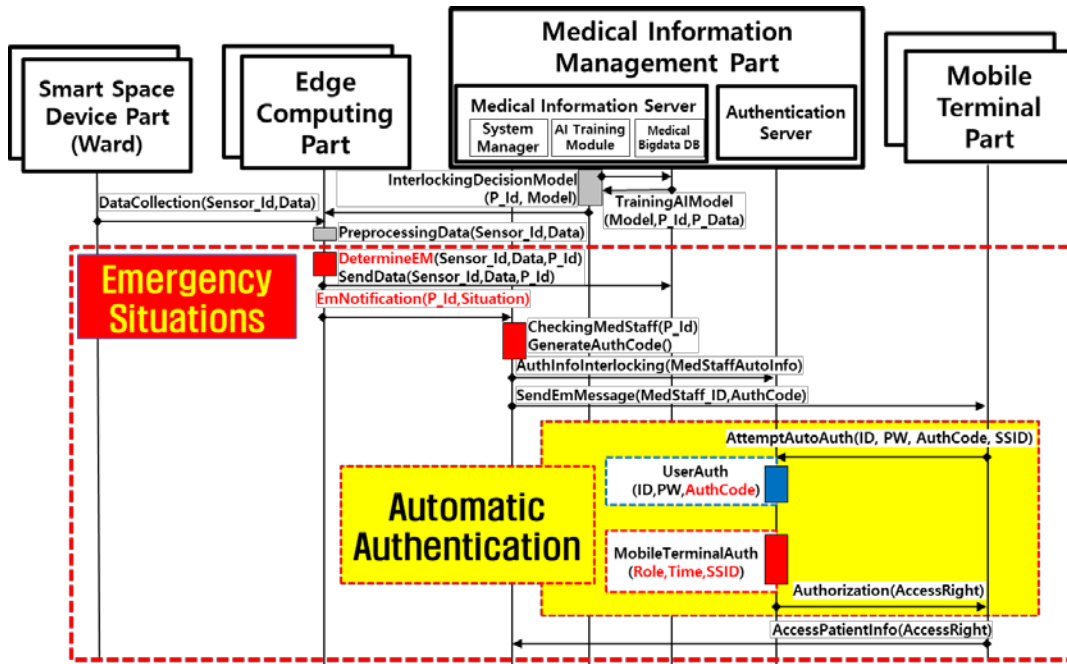 Smart Space
Device Part
(Ward)
Edge
Computing
Part
Medical Information
Management Part
Medical Information Server
System
Manager
AI Training
Module
Medical
Bigdata DB
Authentication
Server
Mobile
Terminal
Part
InterlockingDecisionModel
(P_Id, Model)
TrainingAIModel
(Model,P_Id,P_Data)
DataCollection(Sensor_Id,Data)
PreprocessingData(Sensor_Id,Data)
Emergency
Situations
DetermineEM(Sensor_Id,Data,P_Id)
SendData(Sensor_Id,Data,P_Id)
EmNotification(P_Id,Situation)
CheckingMedStaff(P_Id)
GenerateAuthCode()
AuthInfoInterlocking(MedStaffAutoInfo)
SendEmMessage(MedStaff_ID,AuthCode)
AttemptAutoAuth(ID, PW, AuthCode, SSID)
Automatic
Authentication
UserAuth
(ID,PW,AuthCode)
MobileTerminalAuth
(Role,Time,SSID)
Authorization(AccessRight)
AccessPatientInfo(AccessRight)